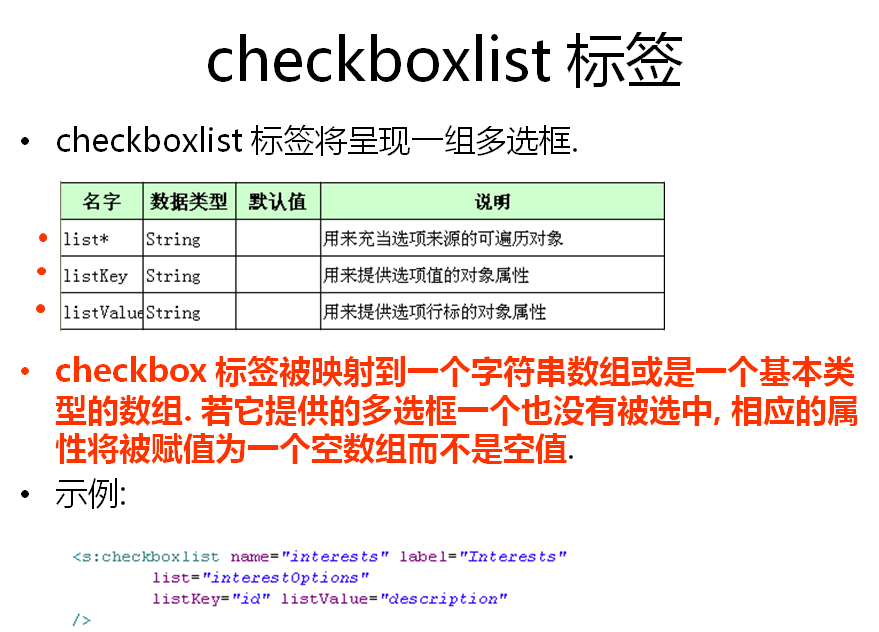 checkboxlist 标签
• checkboxlist 标签将呈现一组多选框.
名字 数据类型 默认值 说明
• list* String 用来充当选项来源的可遍历对象
• listKey String 用来提供选项值的对象属性
• listValue String 用来提供选项行标的对象属性
• checkbox 标签被映射到一个字符串数组或是一个基本类
型的数组. 若它提供的多选框一个也没有被选中, 相应的属
性将被赋值为一个空数组而不是空值.
• 示例:
<s:checkboxlist name="interests" label="Interests"
list="interestOptions"
listKey="id" listValue="description"
/>